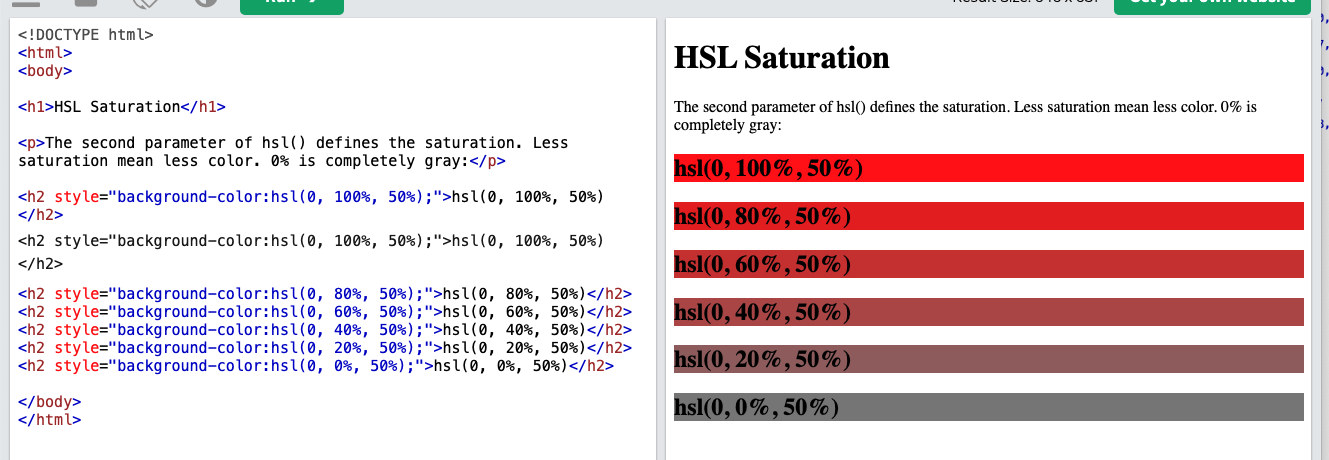 <!DOCTYPE html>
<html>
<body>
<h1>HSL Saturation</h1>
<p>The second parameter of hsl() defines the saturation. Less
saturation mean less color. 0% is completely gray:</p>
<h2 style="background-color:hsl(0, 100%, 50%);">hsl(0, 100%, 50%)
</h2>
<h2 style="background-color:hsl(0, 100%, 50%);">hsl(0, 100%, 50%)
</h2>
<h2 style="background-color:hsl(0, 80%, 50%);">hsl(0, 80%, 50%)</h2>
<h2 style="background-color:hsl(0, 60%, 50%);">hsl(0, 60%, 50%)</h2>
<h2 style="background-color:hsl(0, 40%, 50%);">hsl(0, 40%, 50%)</h2>
<h2 style="background-color:hsl(0, 20%, 50%);">hsl(0, 20%, 50%)</h2>
<h2 style="background-color:hsl(0, 0%, 50%);">hsl(0, 0%, 50%)</h2>
</body>
</html>
HSL Saturation
The second parameter of hsl() defines the saturation. Less saturation mean less color. 0% is
completely gray:
hsl(0, 100%, 50%)
hsl(0, 80%, 50%)
hsl(0, 60%, 50%)
hsl(0, 40%, 50%)
hsl(0, 20%, 50%)
hsl(0, 0%, 50%)